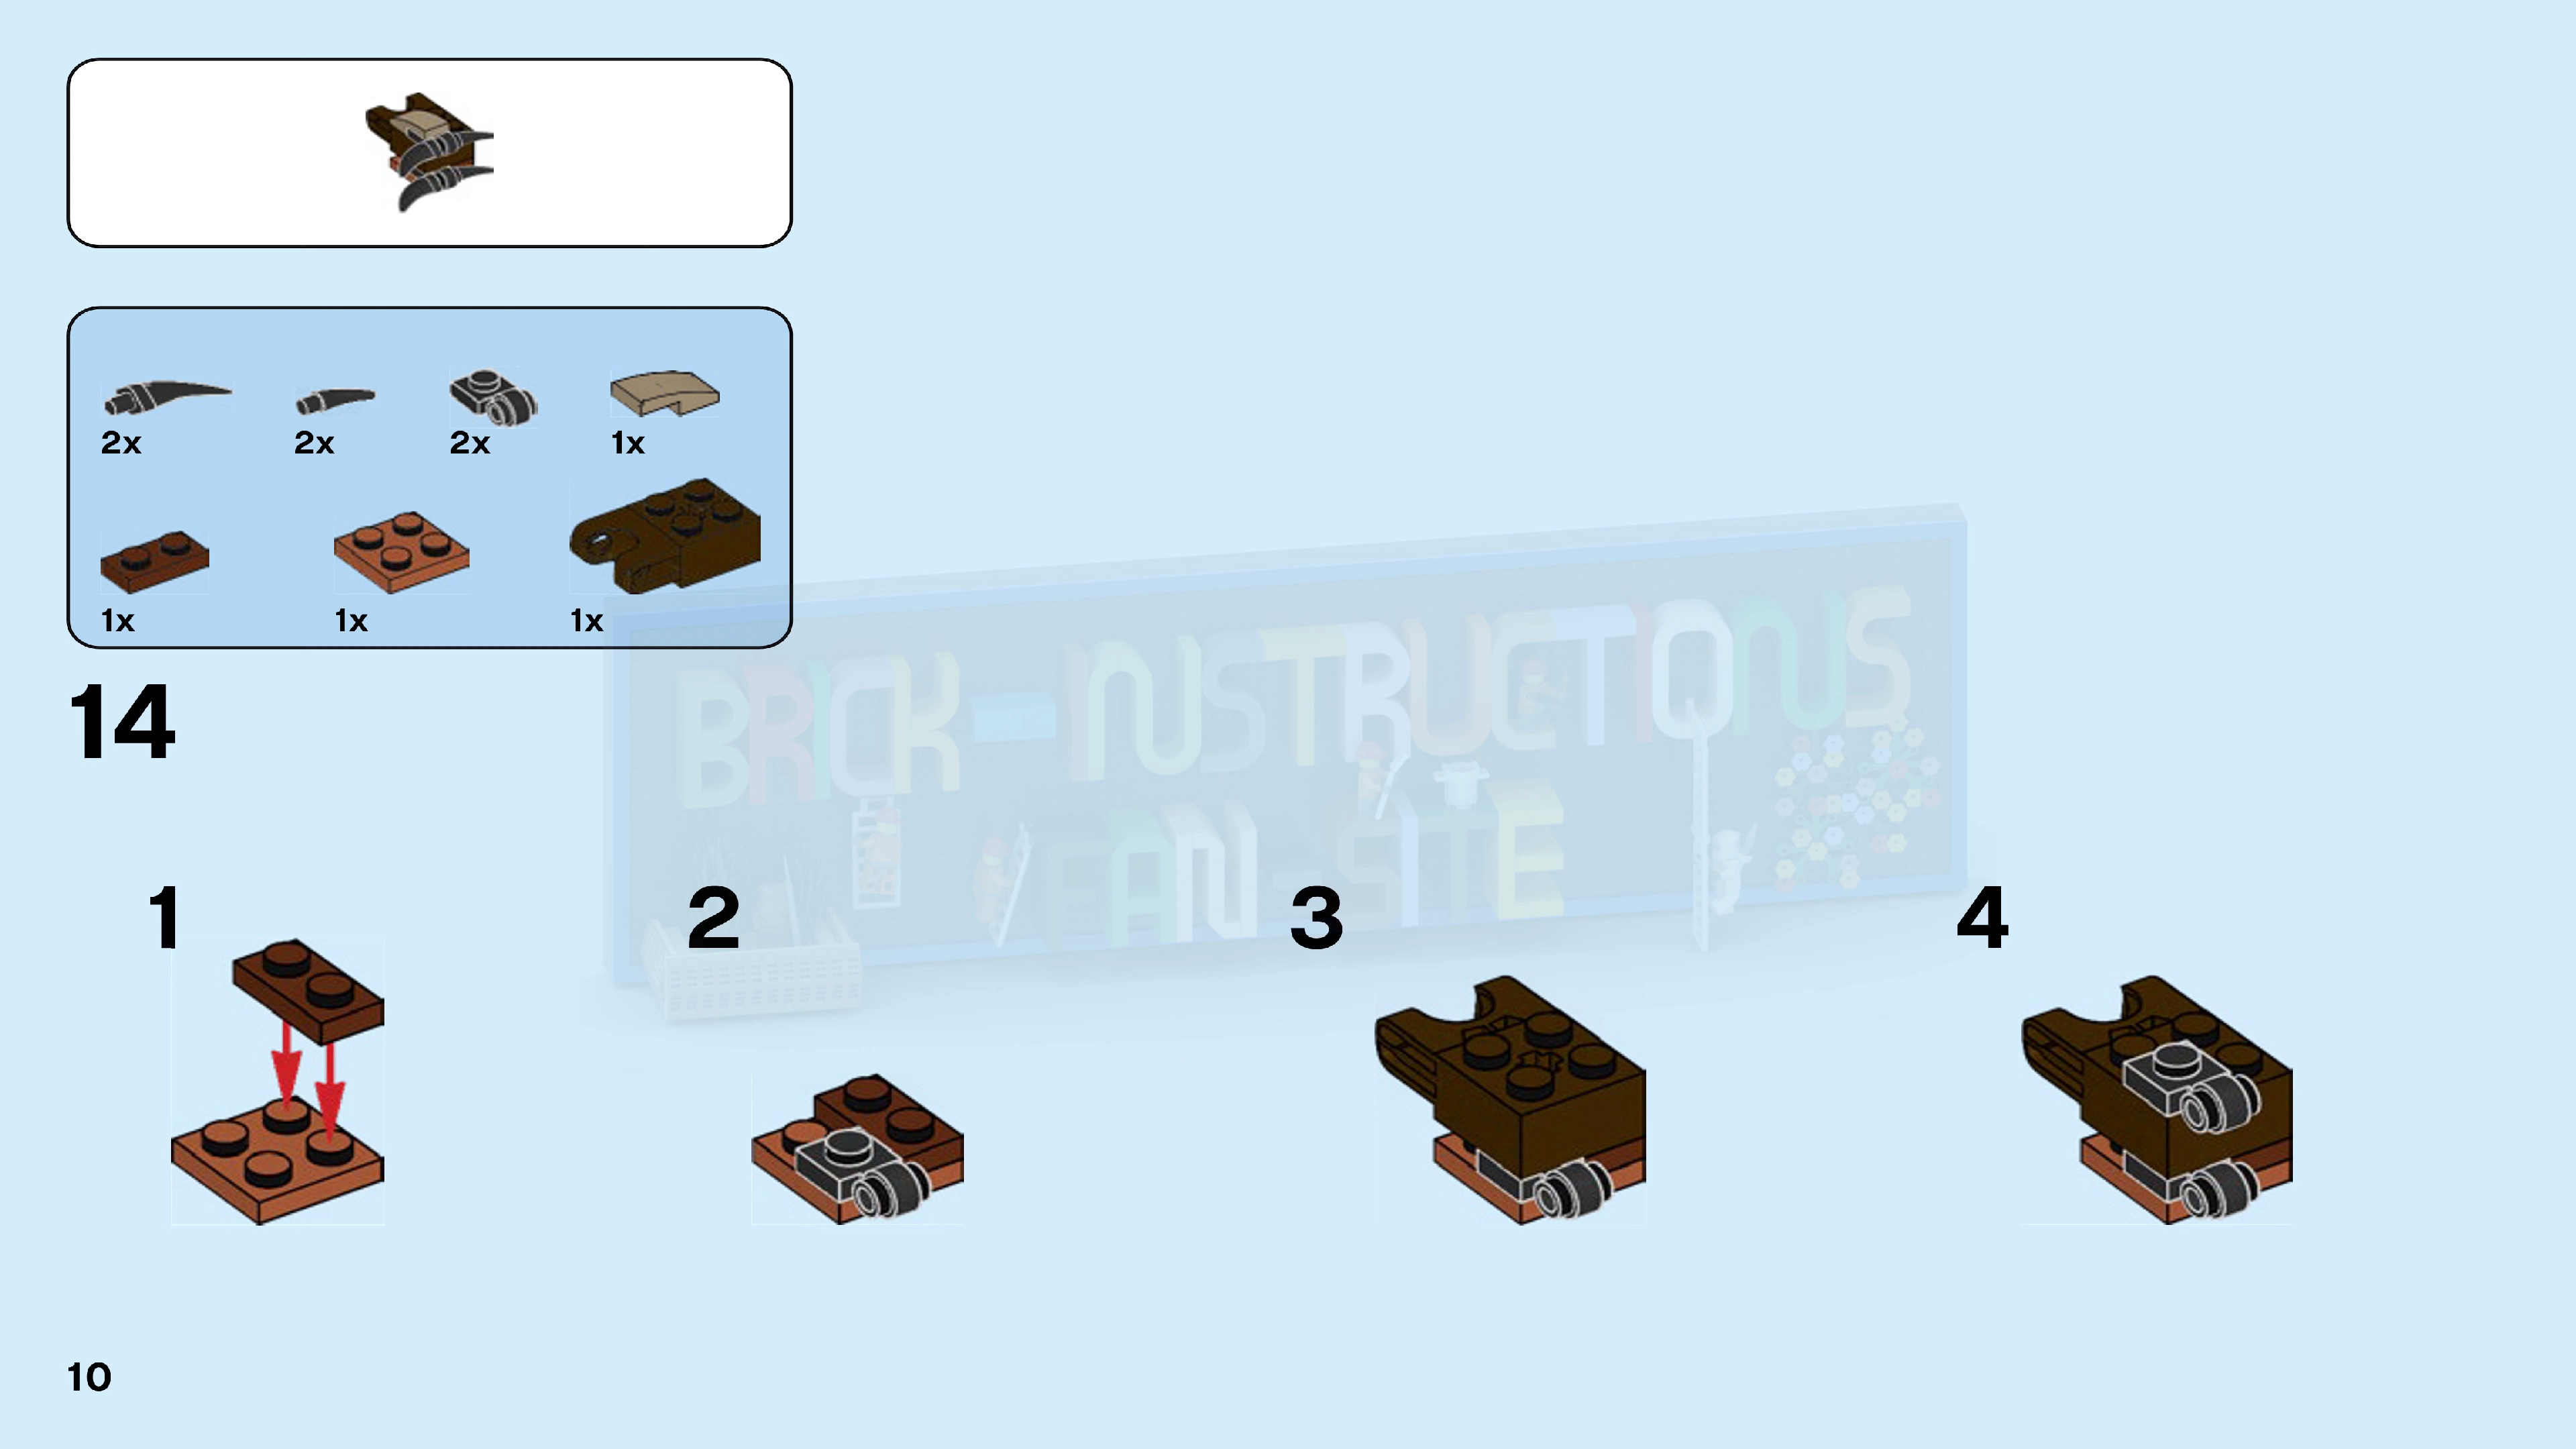 2x 2x 2x 1x
1x 1x 1x
14
BRICK-INSTRUCTIONS
FAN-SITE
1 2 3 4
10